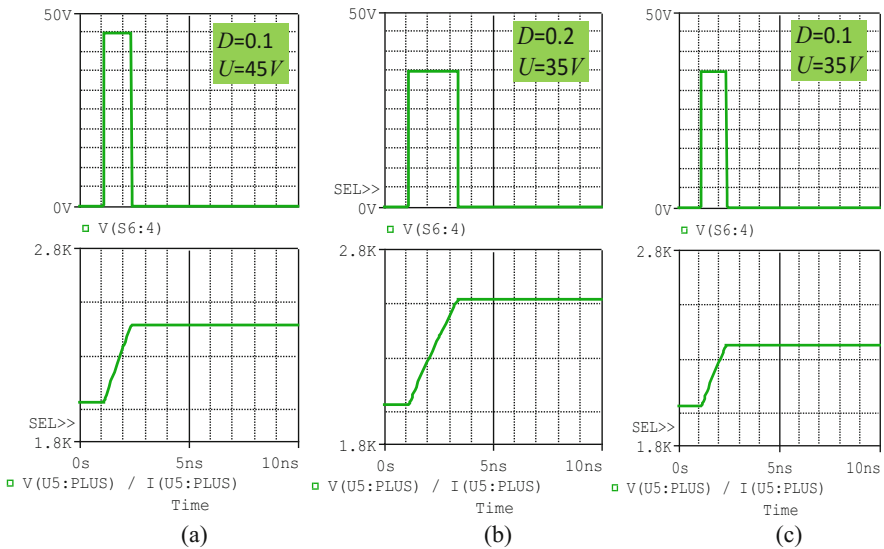 50V
D=0.1
U=45V
0V
V(S6:4)
2.8K
SEL>>
1.8K
0s 5ns 10ns
V(U5:PLUS) / I(U5:PLUS)
Time
(a)
50V
D=0.2
U=35V
SEL>>
0V
V(S6:4)
2.8K
1.8K
0s 5ns 10ns
V(U5:PLUS) / I(U5:PLUS)
Time
(b)
50V
D=0.1
U=35V
0V
V(S6:4)
2.8K
SEL>>
1.8K
0s 5ns 10ns
V(U5:PLUS) / I(U5:PLUS)
Time
(c)